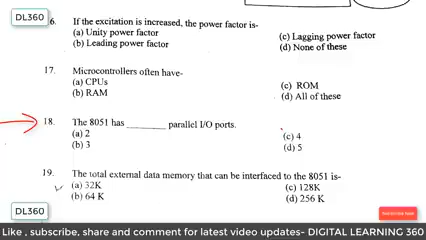 DL360
6. If the excitation is increased, the power factor is-
(a) Unity power factor (c) Lagging power factor
(b) Leading power factor (d) None of these
17. Microcontrollers often have-
(a) CPUs (c) ROM
(b) RAM (d) All of these
18. The 8051 has ________ parallel I/O ports.
(a) 2 (c) 4
(b) 3 (d) 5
19. The total external data memory that can be interfaced to the 8051 is-
(a) 32K (c) 128K
(b) 64 K (d) 256 K
DL360
Like . subscribe, share and comment for latest video updates- DIGITAL LEARNING 360